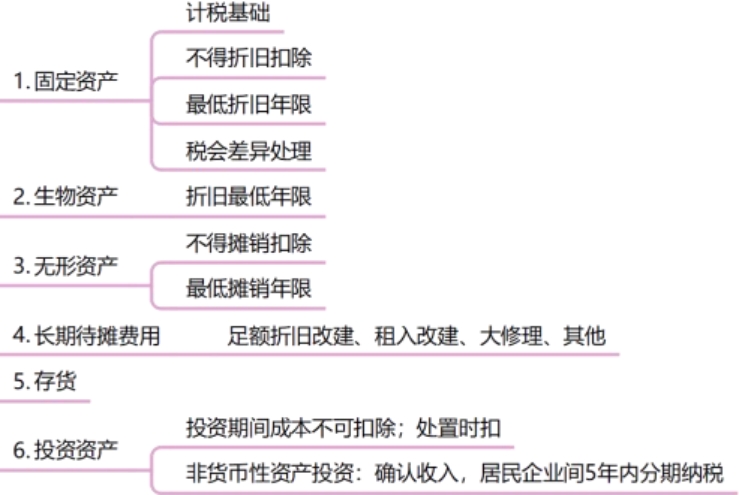 计税基础
不得折旧扣除
1.固定资产
最低折旧年限
税会差异处理
2.生物资产
折旧最低年限
不得摊销扣除
3.无形资产
最低摊销年限
4.长期待摊费用
足额折旧改建、租入改建、大修理、其他
5.存货
投资期间成本不可扣除；处置时扣
6.投资资产
非货币性资产投资：确认收入，居民企业间5年内分期纳税